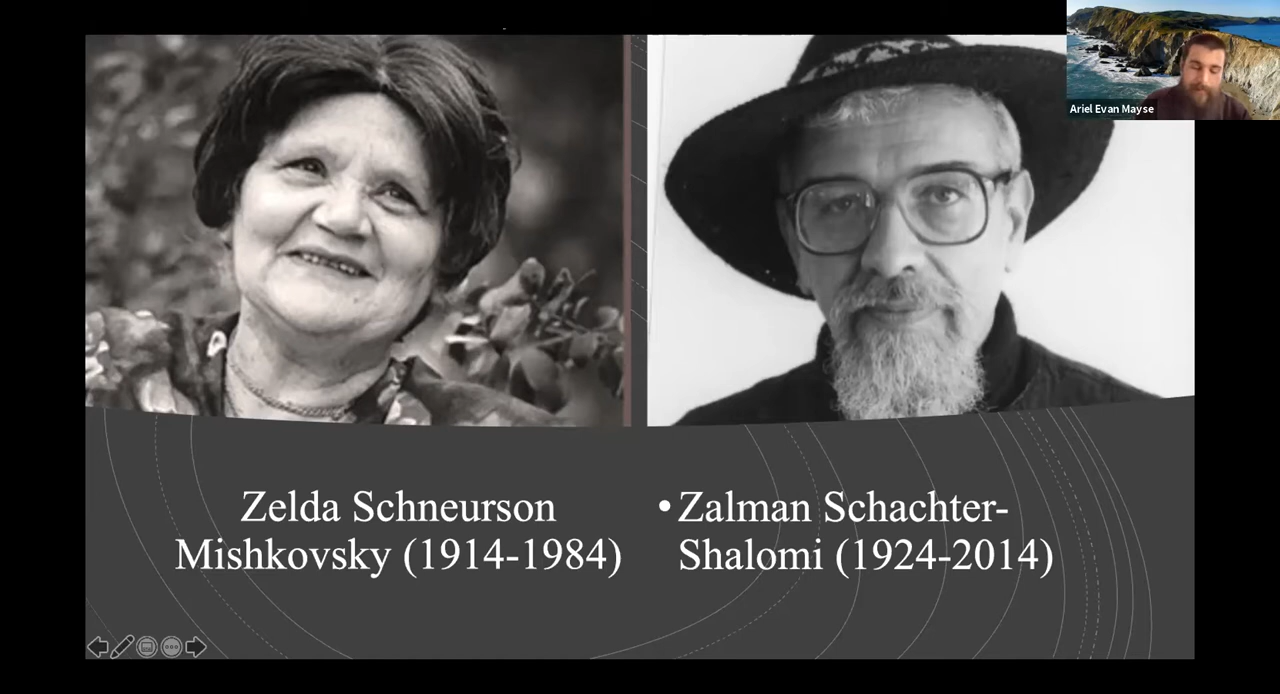 Ariel Evan Mayse
Zelda Schneurson
Mishkovsky (1914-1984)
• Zalman Schachter-
Shalomi (1924-2014)